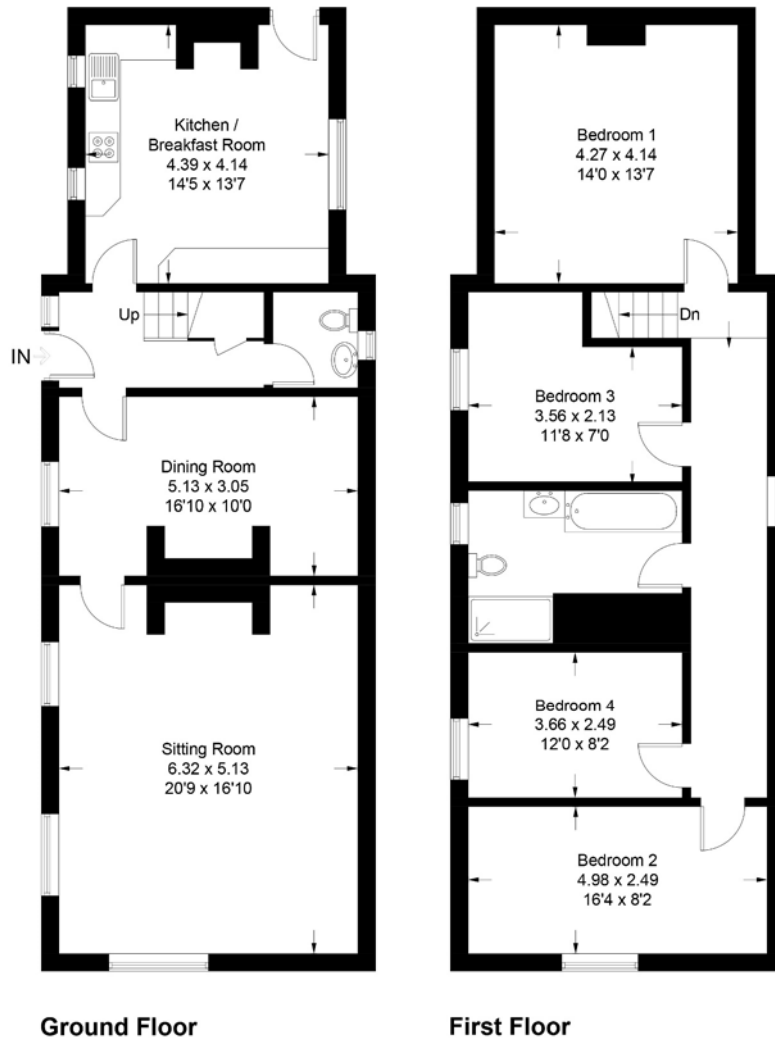 Kitchen /
Breakfast Room
4.39 x 4.14
14'5 x 13'7
Up
IN
Dining Room
5.13 x 3.05
16'10 x 10'0
Sitting Room
6.32 x 5.13
20'9 x 16'10
Ground Floor
Bedroom 1
4.27 x 4.14
14'0 x 13'7
Dn
Bedroom 3
3.56 x 2.13
11'8 x 7'0
Bedroom 4
3.66 x 2.49
12'0 x 8'2
Bedroom 2
4.98 x 2.49
16'4 x 8'2
First Floor